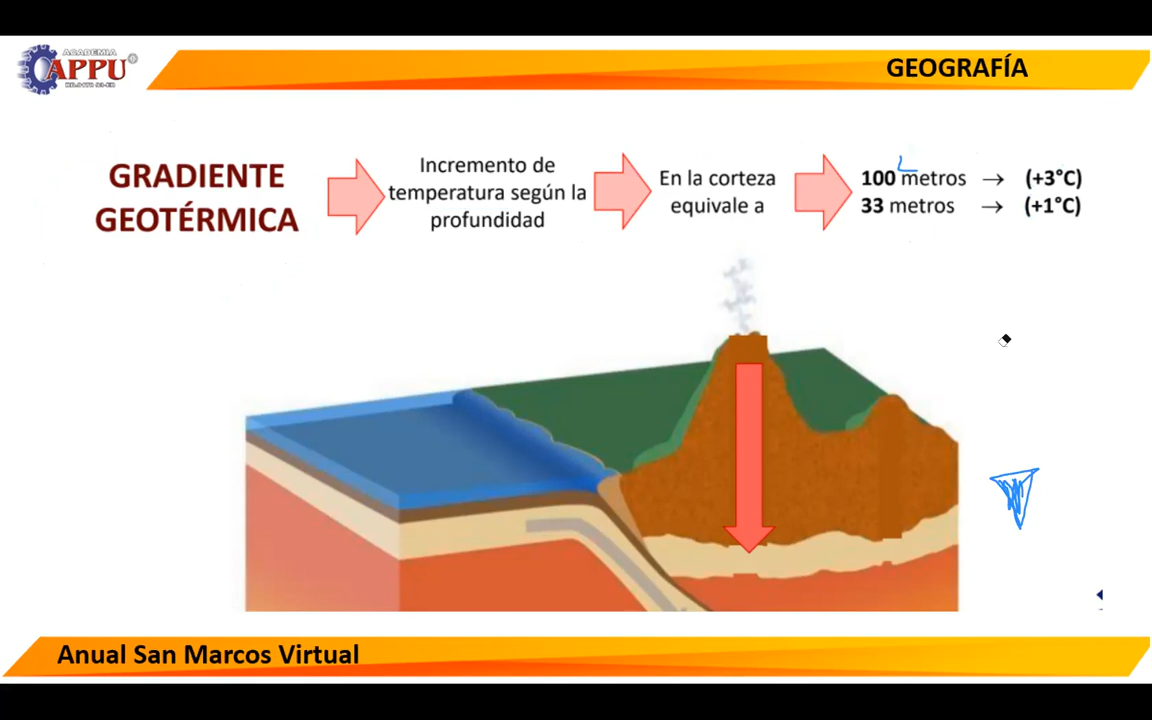 ACADEMIA
APPU
GEOGRAFÍA
GRADIENTE
GEOTÉRMICA
Incremento de
temperatura según la
profundidad
En la corteza
equivale a
100 metros → (+3°C)
33 metros → (+1°C)
Anual San Marcos Virtual